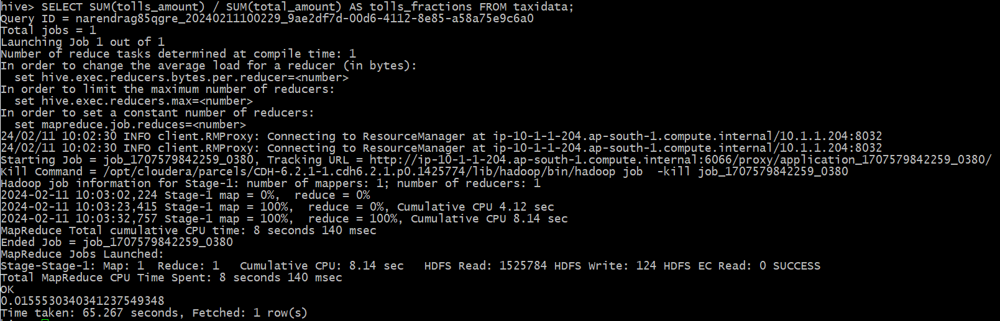 hive> SELECT SUM(tolls_amount) / SUM(total_amount) AS tolls_fractions FROM taxidata;
Query ID = narendrag85qgre_20240211100229_9ae2df7d-00d6-4112-8e85-a58a75e9c6a0
Total jobs = 1
Launching Job 1 out of 1
Number of reduce tasks determined at compile time: 1
In order to change the average load for a reducer (in bytes):
  set hive.exec.reducers.bytes.per.reducer=<number>
In order to limit the maximum number of reducers:
  set hive.exec.reducers.max=<number>
In order to set a constant number of reducers:
  set mapreduce.job.reduces=<number>
24/02/11 10:02:30 INFO client.RMProxy: Connecting to ResourceManager at ip-10-1-1-204.ap-south-1.compute.internal/10.1.1.204:8032
24/02/11 10:02:30 INFO client.RMProxy: Connecting to ResourceManager at ip-10-1-1-204.ap-south-1.compute.internal/10.1.1.204:8032
Starting Job = job_1707579842259_0380, Tracking URL = http://ip-10-1-1-204.ap-south-1.compute.internal:6066/proxy/application_1707579842259_0380/
Kill Command = /opt/cloudera/parcels/CDH-6.2.1-1.cdh6.2.1.p0.1425774/lib/hadoop/bin/hadoop job  -kill job_1707579842259_0380
Hadoop job information for Stage-1: number of mappers: 1; number of reducers: 1
2024-02-11 10:03:02,224 Stage-1 map = 0%,  reduce = 0%
2024-02-11 10:03:23,415 Stage-1 map = 100%,  reduce = 0%, Cumulative CPU 4.12 sec
2024-02-11 10:03:32,757 Stage-1 map = 100%,  reduce = 100%, Cumulative CPU 8.14 sec
MapReduce Total cumulative CPU time: 8 seconds 140 msec
Ended Job = job_1707579842259_0380
MapReduce Jobs Launched:
Stage-Stage-1: Map: 1  Reduce: 1   Cumulative CPU: 8.14 sec   HDFS Read: 1525784 HDFS Write: 124 HDFS EC Read: 0 SUCCESS
Total MapReduce CPU Time Spent: 8 seconds 140 msec
OK
0.0155530340341237549348
Time taken: 65.267 seconds, Fetched: 1 row(s)